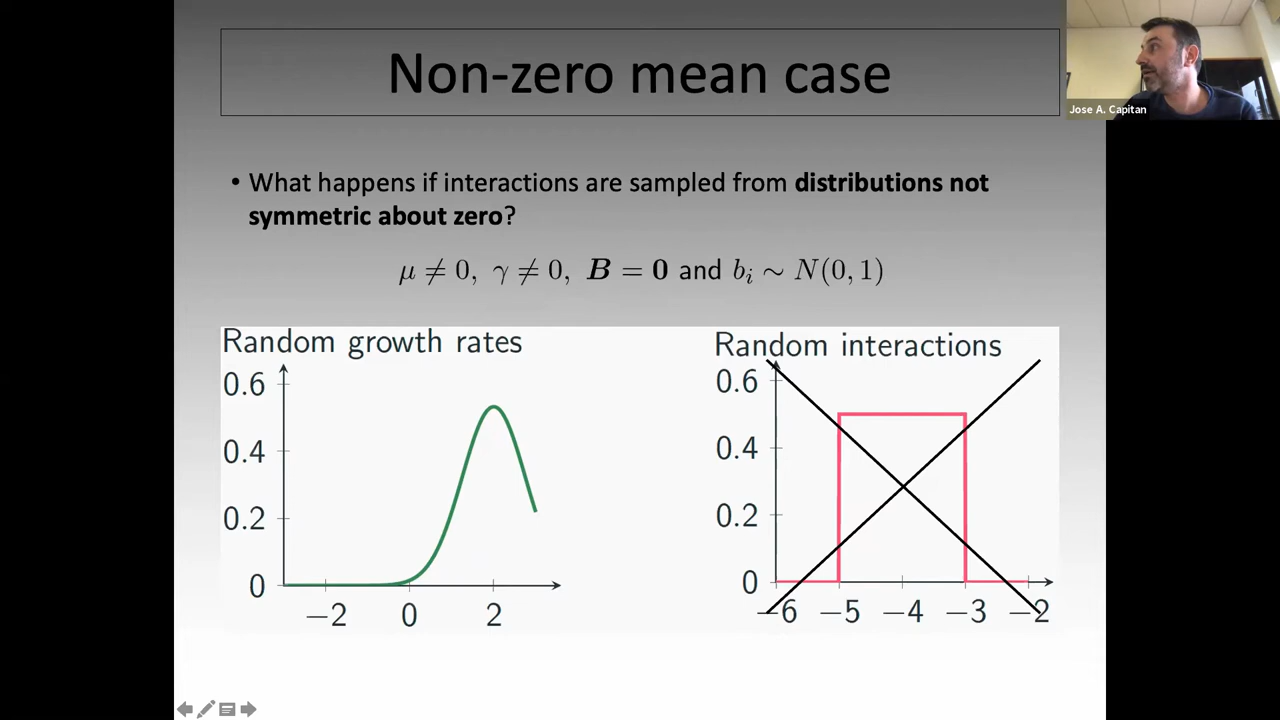 Non-zero mean case
Jose A. Capitan
• What happens if interactions are sampled from distributions not
symmetric about zero?
μ ≠ 0, γ ≠ 0, B = 0 and b_i ∼ N(0, 1)
Random growth rates
0.6
0.4
0.2
0
−2 0 2
Random interactions
0.6
0.4
0.2
0
−6 −5 −4 −3 −2